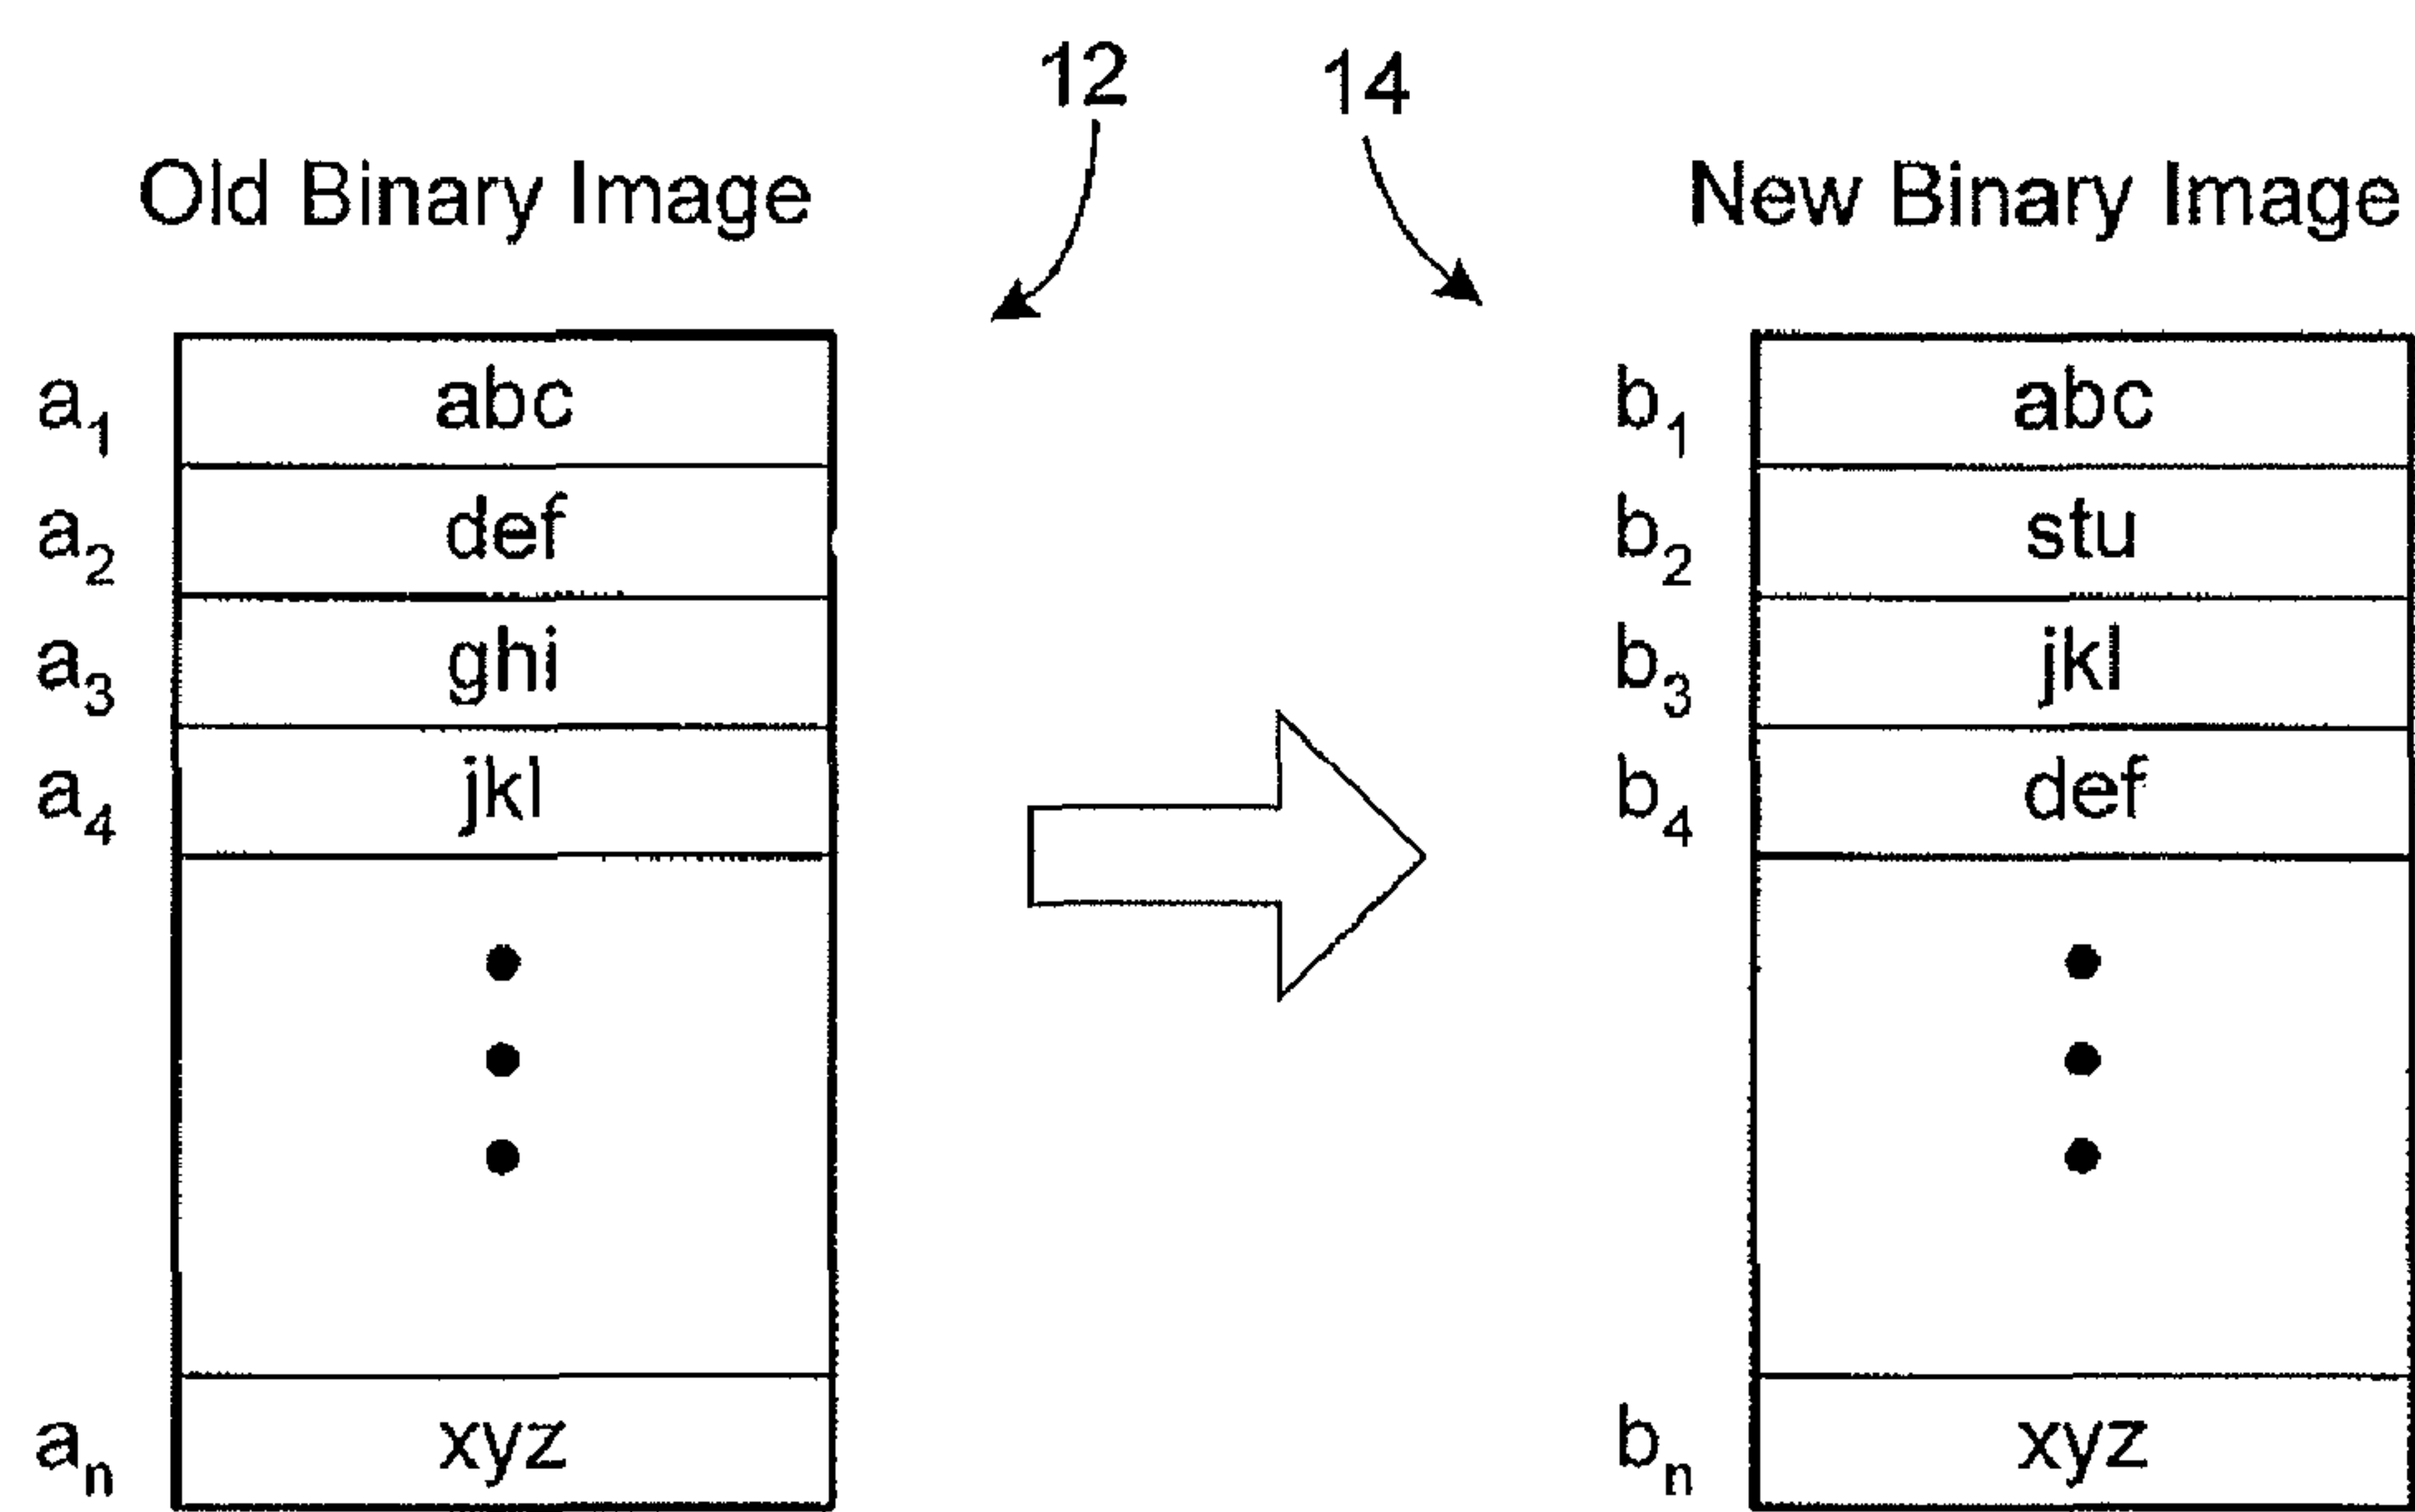 12 14
Old Binary Image New Binary Image
a1 abc b1 abc
a2 def b2 stu
a3 ghi b3 jkl
a4 jkl b4 def
an xyz bn xyz